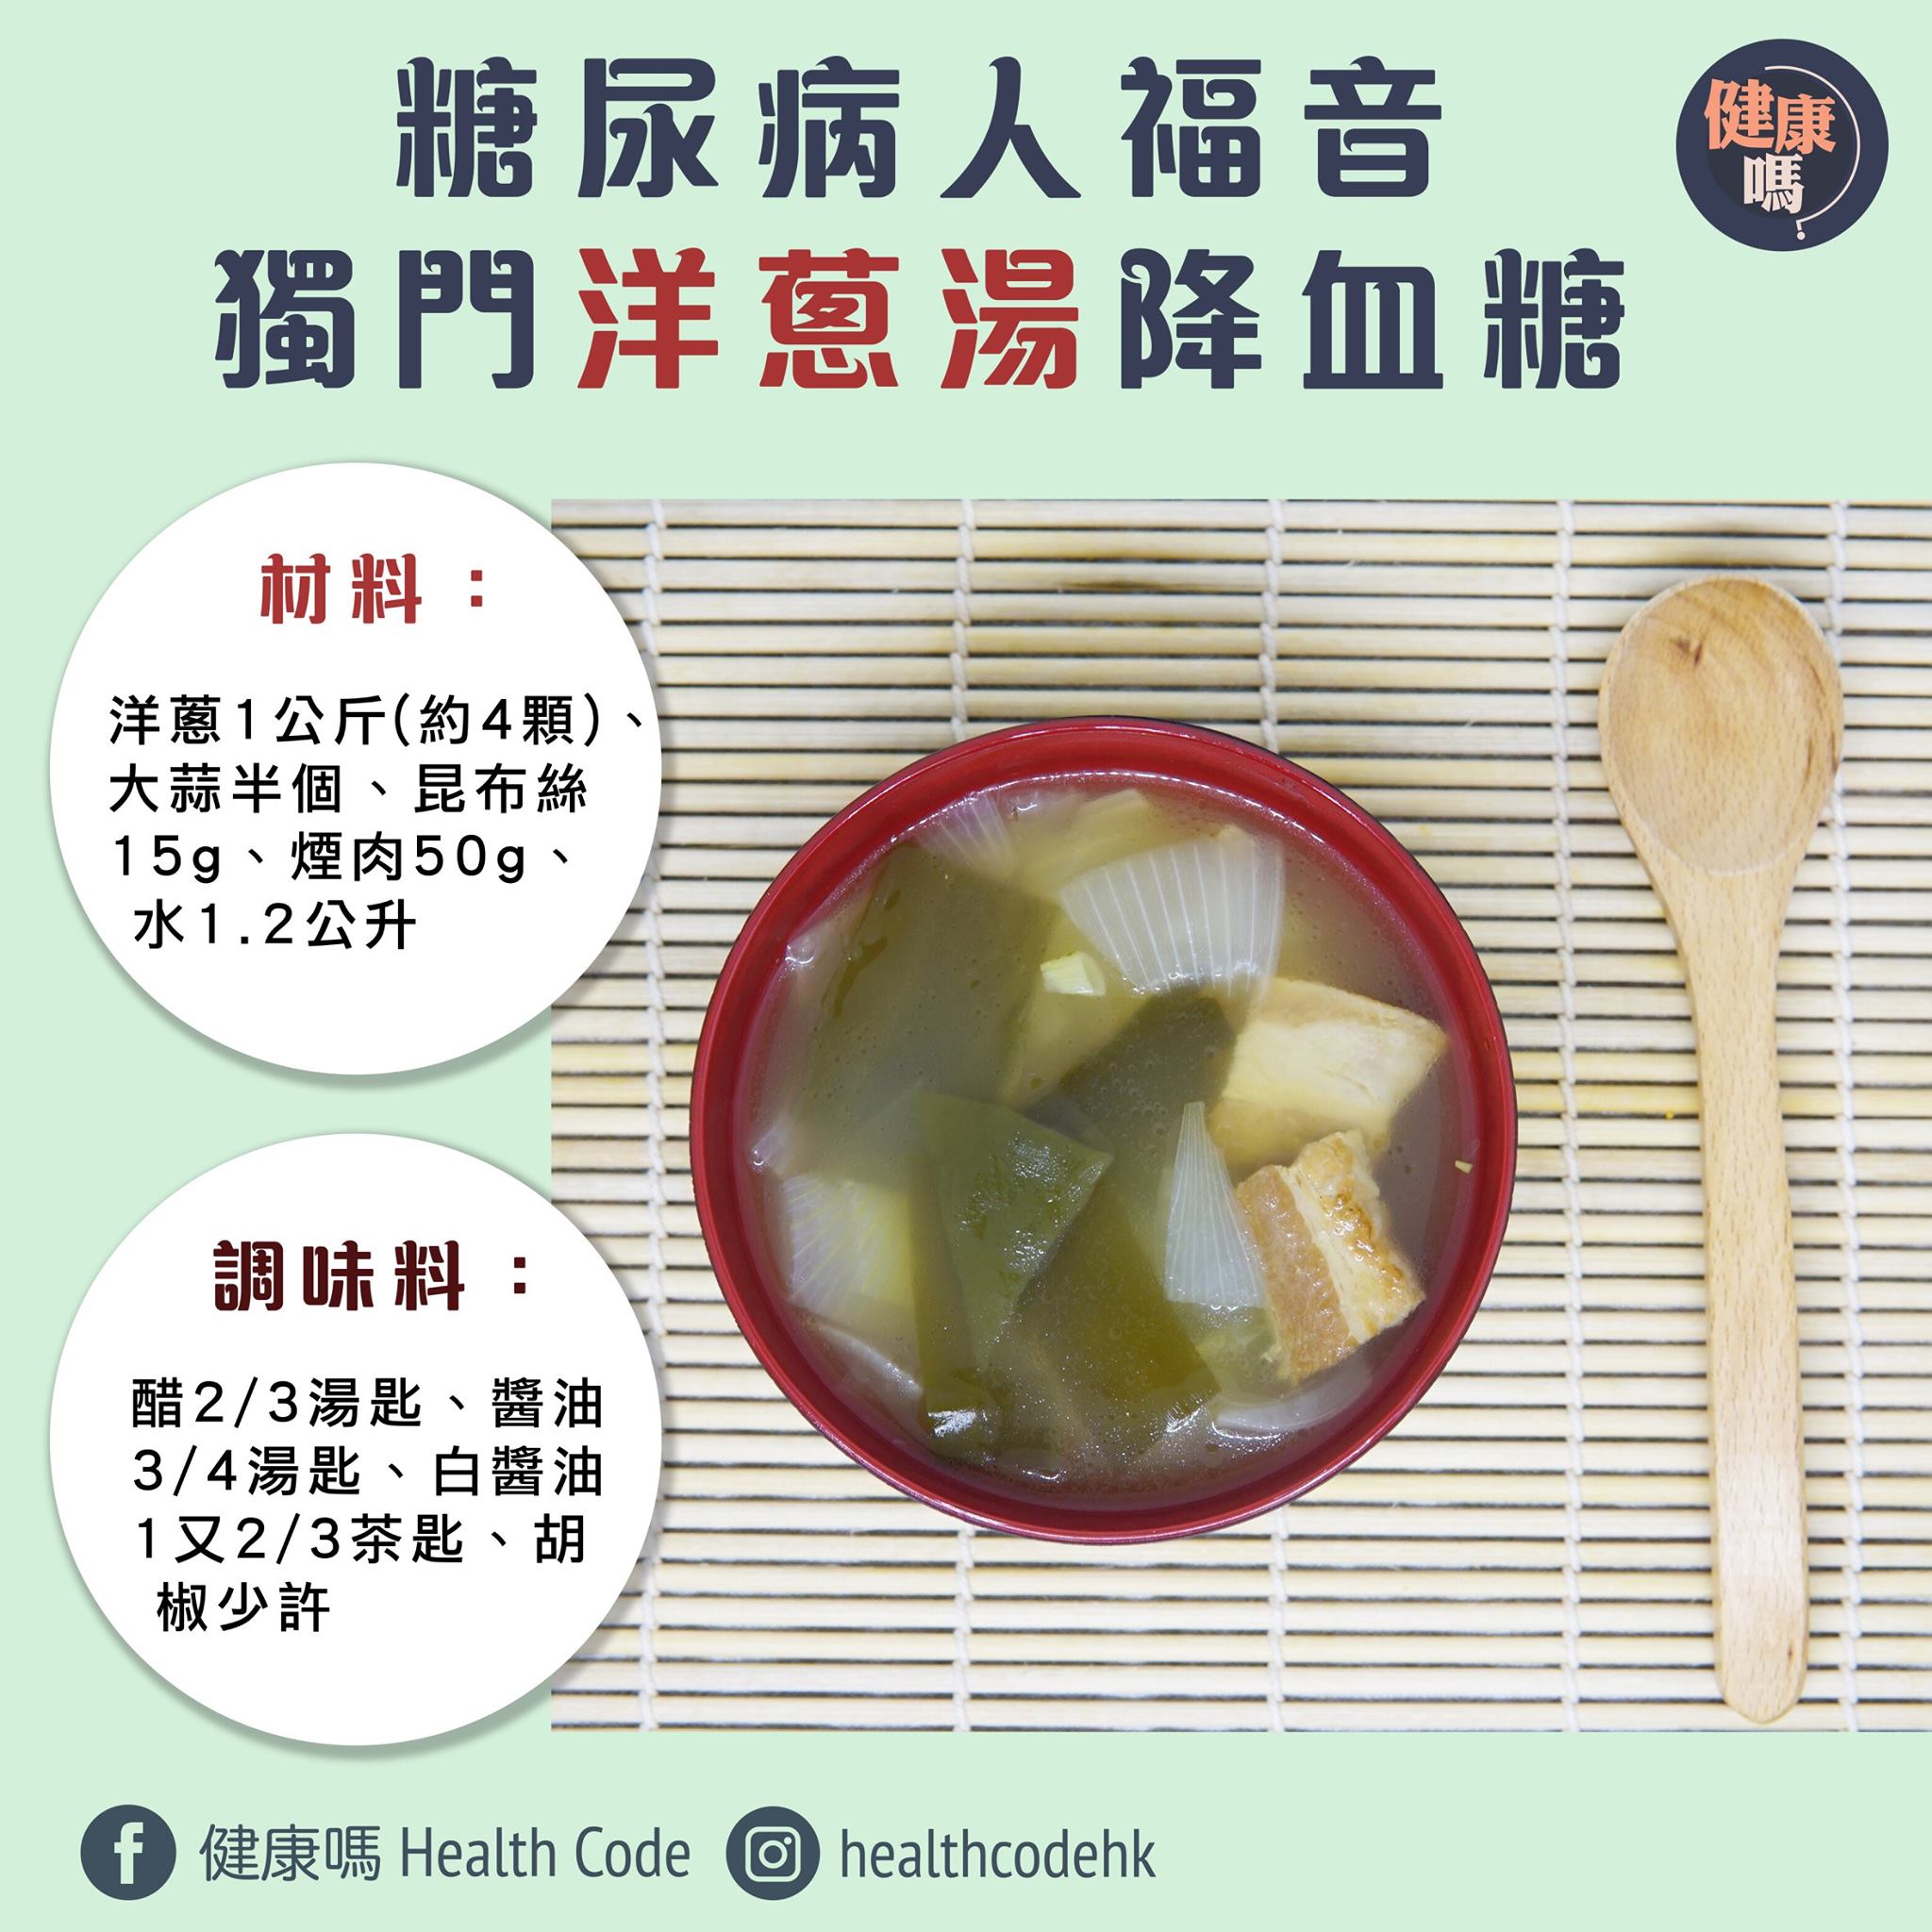 糖尿病人福音
健康
嗎?
獨門洋蔥湯降血糖
材料：
洋蔥1公斤(約4顆)、
大蒜半個、昆布絲
15g、煙肉50g、
水1.2公升
調味料：
醋2/3湯匙、醬油
3/4湯匙、白醬油
1又2/3茶匙、胡
椒少許
健康嗎 Health Code healthcodehk